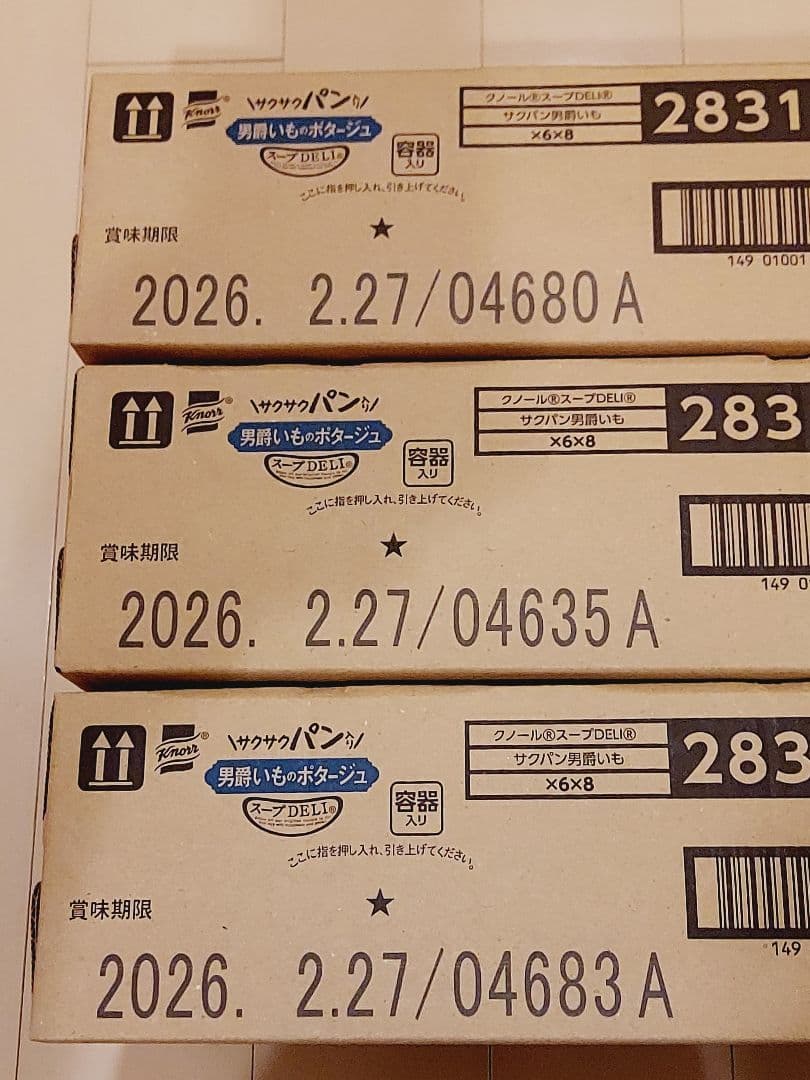 Knorr®
\サクサクパン入り/
男爵いものポタージュ
スープDELI®
容器
入り
ここに指を押し入れ、引き上げてください。
クノール®スープDELI®
サクパン男爵いも
×6×8
2831
149 01001
賞味期限
★
2026. 2.27/04680 A
Knorr®
\サクサクパン入り/
男爵いものポタージュ
スープDELI®
容器
入り
ここに指を押し入れ、引き上げてください。
クノール®スープDELI®
サクパン男爵いも
×6×8
283
149 0
賞味期限
★
2026. 2.27/04635 A
Knorr®
\サクサクパン入り/
男爵いものポタージュ
スープDELI®
容器
入り
ここに指を押し入れ、引き上げてください。
クノール®スープDELI®
サクパン男爵いも
×6×8
283
149
賞味期限
★
2026. 2.27/04683 A